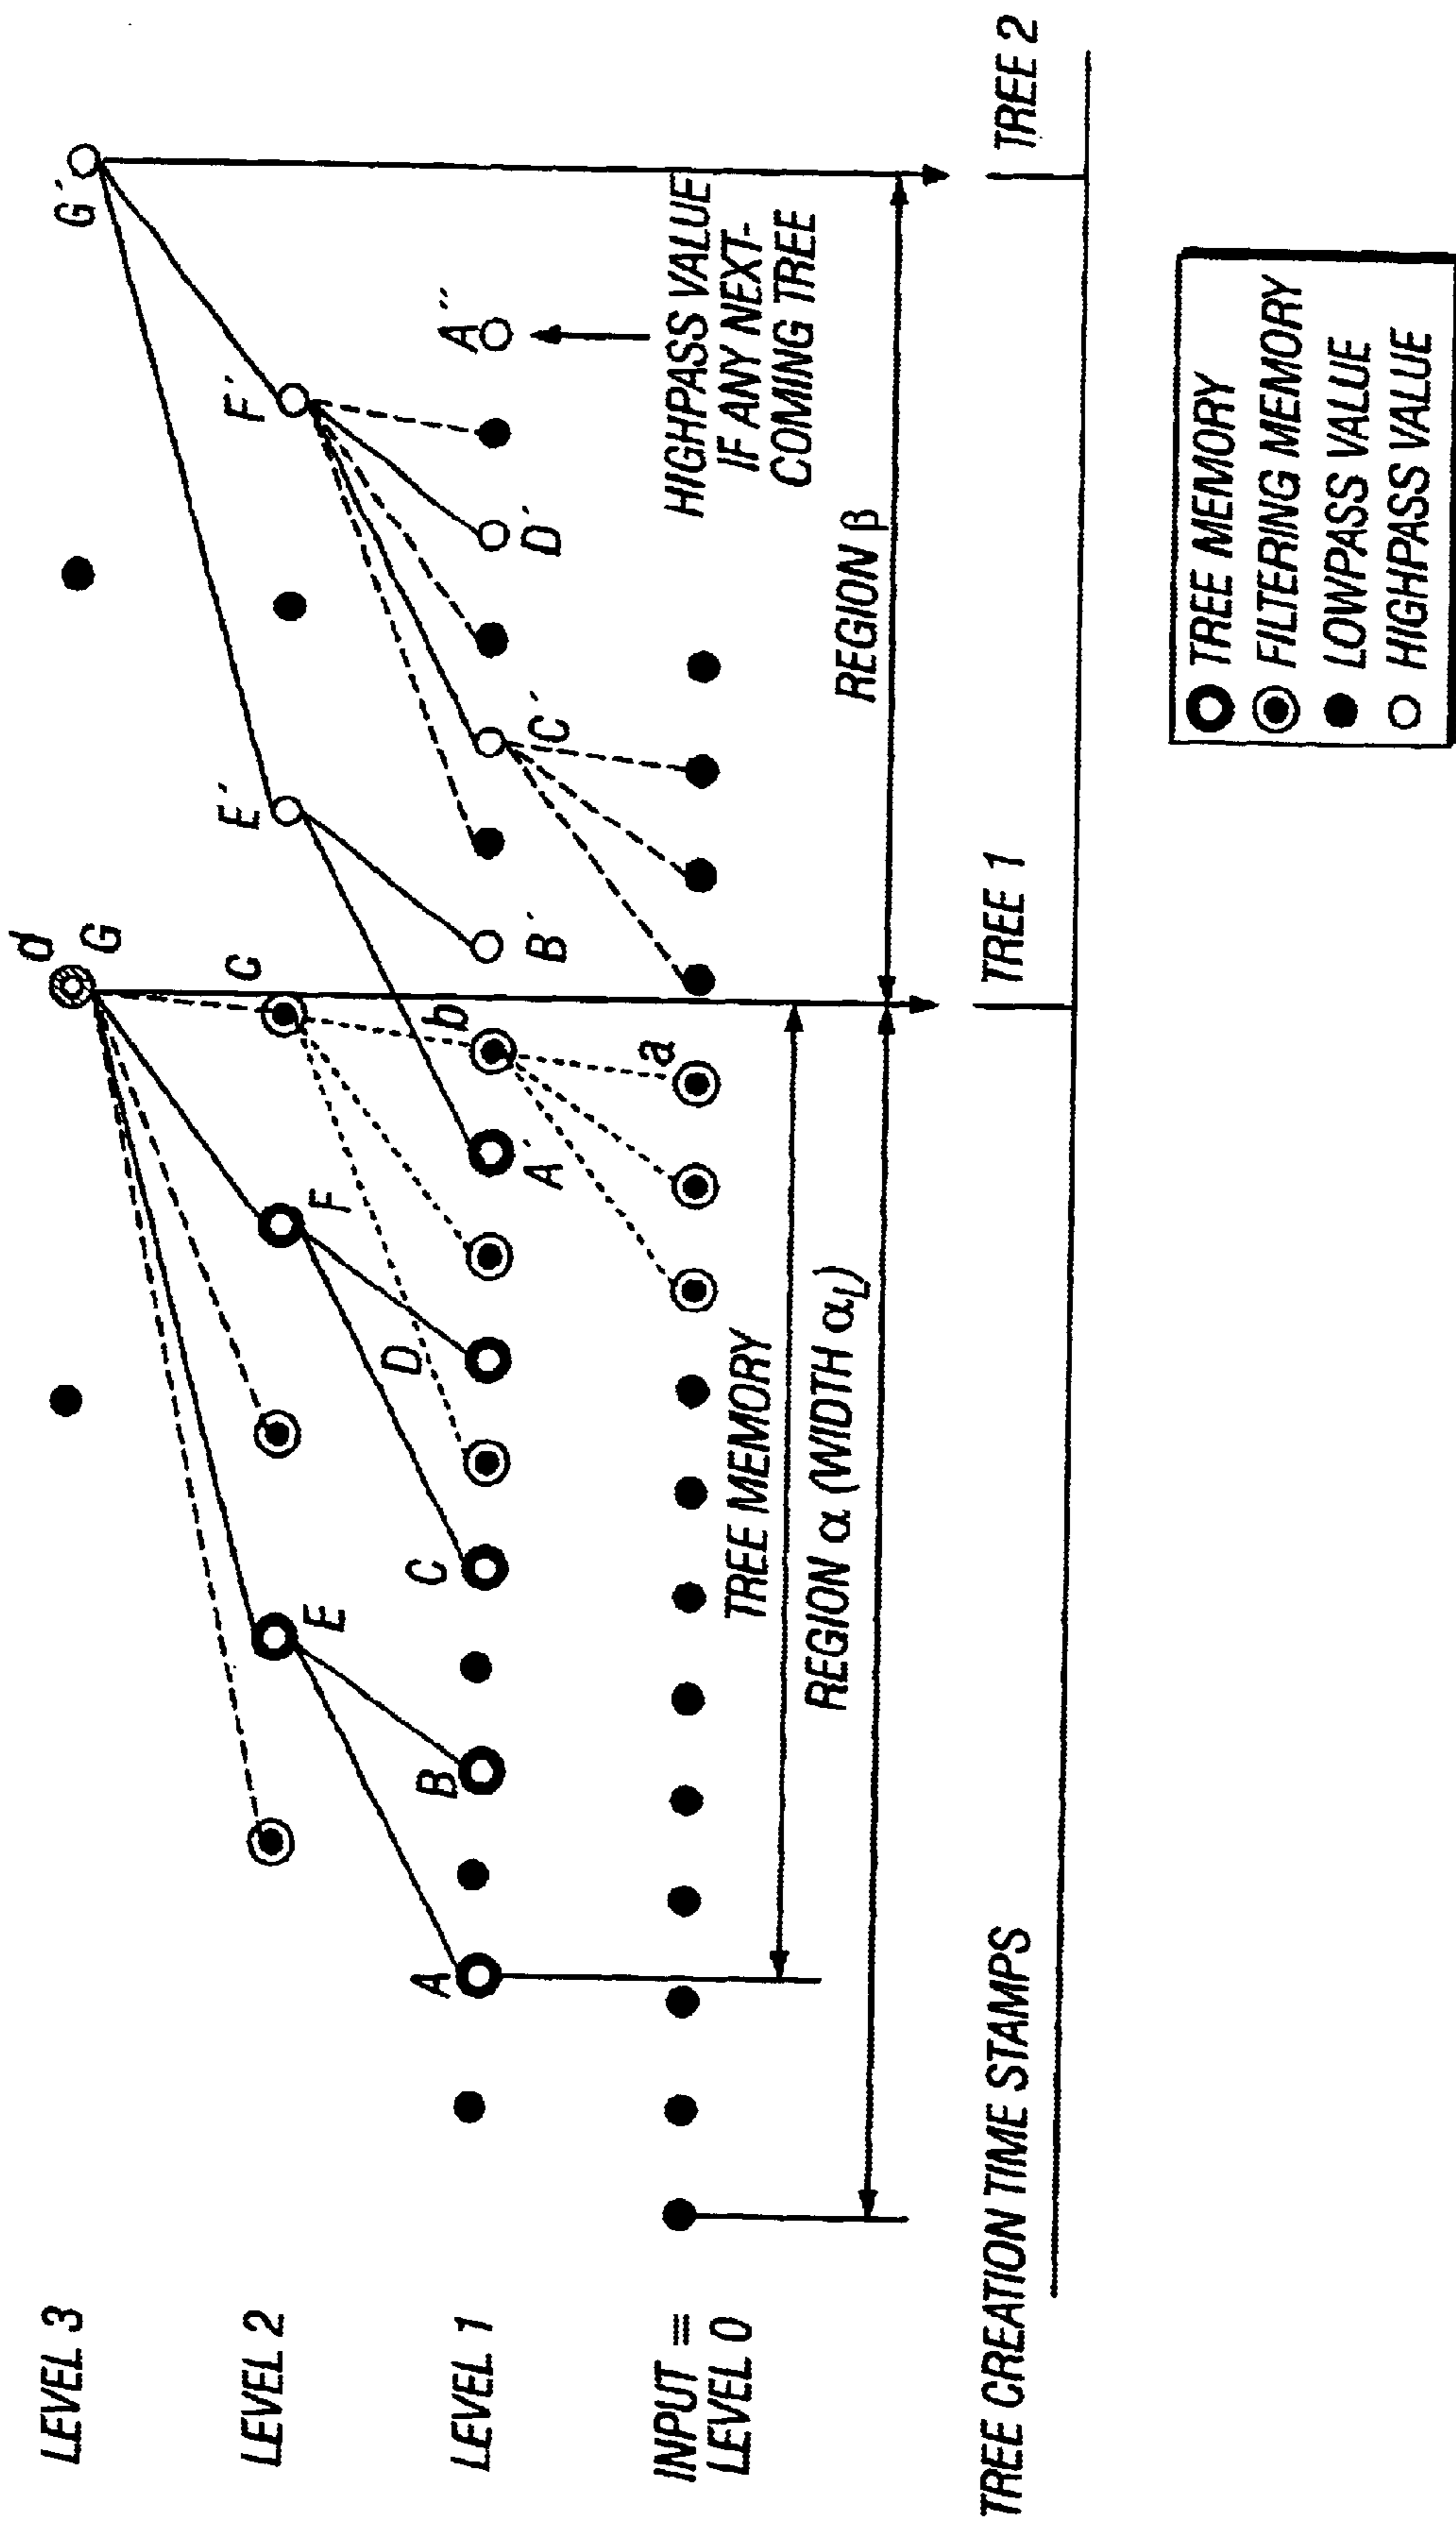 LEVEL 3
LEVEL 2
LEVEL 1
INPUT ≡
LEVEL 0
d
G
G´
E
F
C
E´
F´
A
B
C
D
A´
b
B´
C´
D´
A´´
a
HIGHPASS VALUE
IF ANY NEXT-
COMING TREE
TREE MEMORY
REGION α (WIDTH αL)
REGION β
TREE CREATION TIME STAMPS
TREE 1
TREE 2
TREE MEMORY
FILTERING MEMORY
LOWPASS VALUE
HIGHPASS VALUE